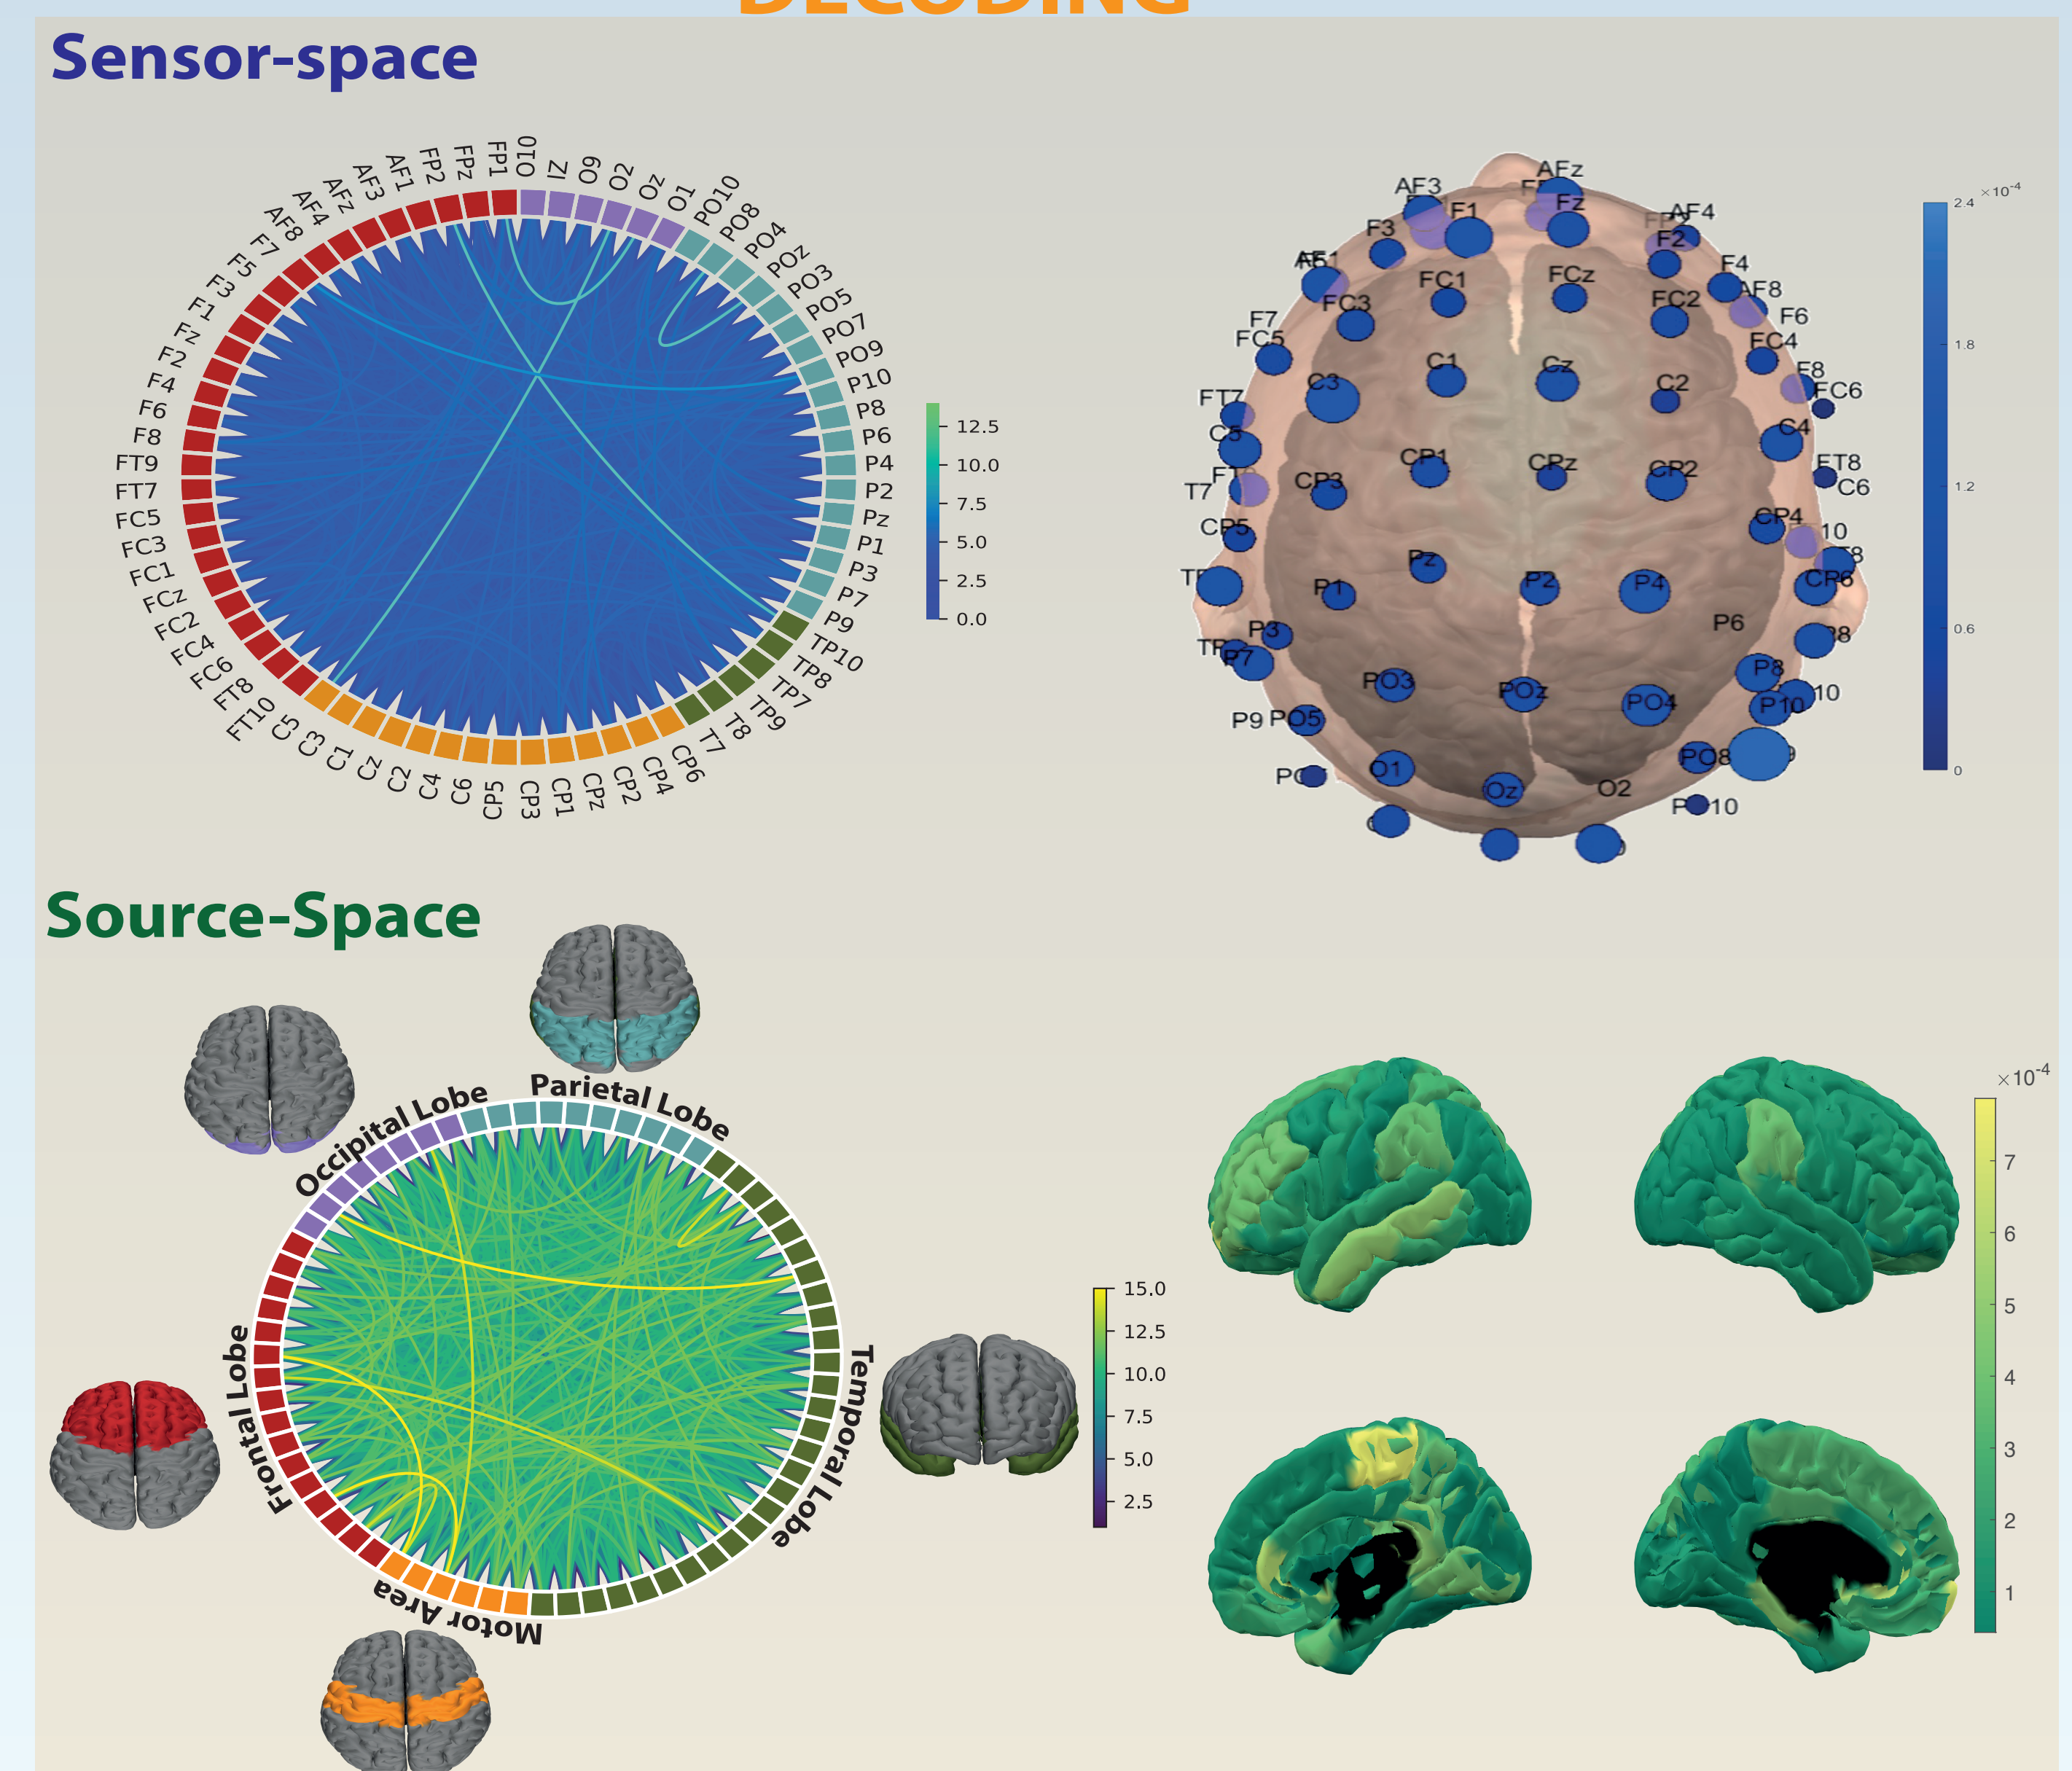 DECODING
Sensor-space
O10
IZ
O9
O2
Oz
O1
PO10
PO8
PO4
POz
PO3
PO5
PO7
PO9
P10
P8
P6
P4
P2
Pz
P1
P3
P7
P9
TP10
TP8
TP7
TP9
T8
T7
CP6
CP4
CP2
CPz
CP1
CP3
CP5
C6
C4
C2
Cz
C1
C3
C5
FT10
FT8
FC6
FC4
FC2
FCz
FC1
FC3
FC5
FT7
FT9
F8
F6
F4
F2
Fz
F1
F3
F5
F7
AF8
AF4
AFz
AF3
AF1
FP2
FPz
FP1
12.5
10.0
7.5
5.0
2.5
0.0
AFz
AF3
Fz
F1
AF4
F3
F2
F4
AF8
FC1
FCz
FC3
FC2
F7
F6
FC5
FC4
C1
Cz
C3
C2
F8
FC6
FT7
C5
C4
CP1
CPz
CP2
FT8
T7
CP3
C6
CP5
CP4
10
Pz
P1
P2
P4
CP6
P3
P6
P7
P8
PO3
POz
PO4
P10
10
P9
PO5
PO8
O1
Oz
O2
×10-4
2.4
1.8
1.2
0.6
0
Source-Space
Parietal Lobe
Occipital Lobe
Frontal Lobe
Temporal Lobe
Motor Area
15.0
12.5
10.0
7.5
5.0
2.5
×10-4
7
6
5
4
3
2
1